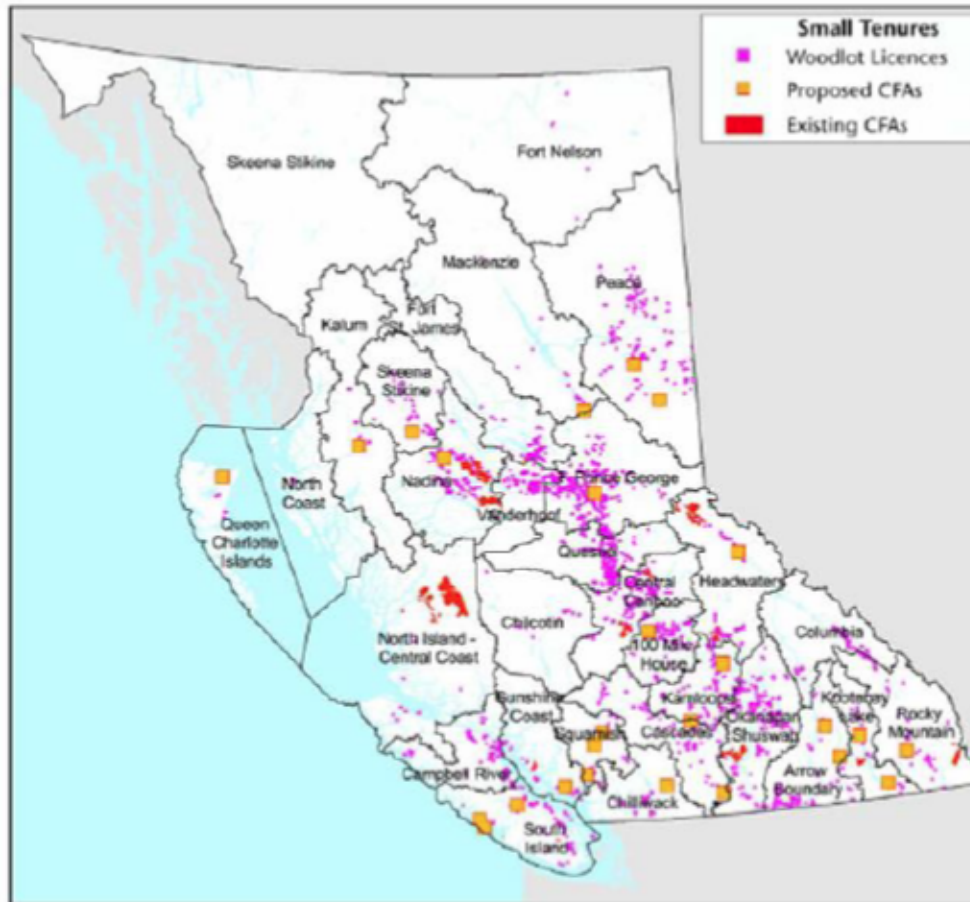 Small Tenures
Woodlot Licences
Proposed CFAs
Existing CFAs
Skeena Stikine
Fort Nelson
Mackenzie
Peace
Kalum
Fort
St. James
Skeena
Stikine
North
Coast
Nadina
Vanderhoof
Prince George
Queen
Charlotte
Islands
Quesnel
Central
Cariboo
Headwaters
North Island -
Central Coast
Chilcotin
100 Mile
House
Columbia
Sunshine
Coast
Kamloops
Kootenay
Lake
Rocky
Mountain
Squamish
Cascades
Okanagan
Shuswap
Campbell River
Arrow
Boundary
Chilliwack
South
Island